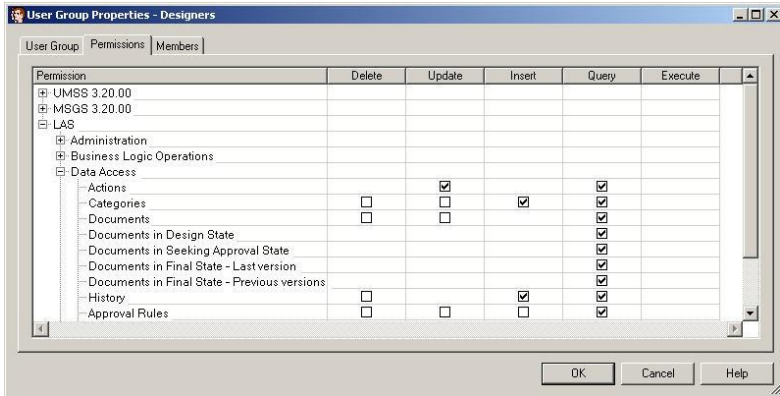 User Group Properties - Designers
User Group Permissions Members
Permission Delete Update Insert Query Execute
UMSS 3.20.00
MSGS 3.20.00
LAS
Administration
Business Logic Operations
Data Access
Actions
Categories
Documents
Documents in Design State
Documents in Seeking Approval State
Documents in Final State - Last version
Documents in Final State - Previous versions
History
Approval Rules
OK Cancel Help